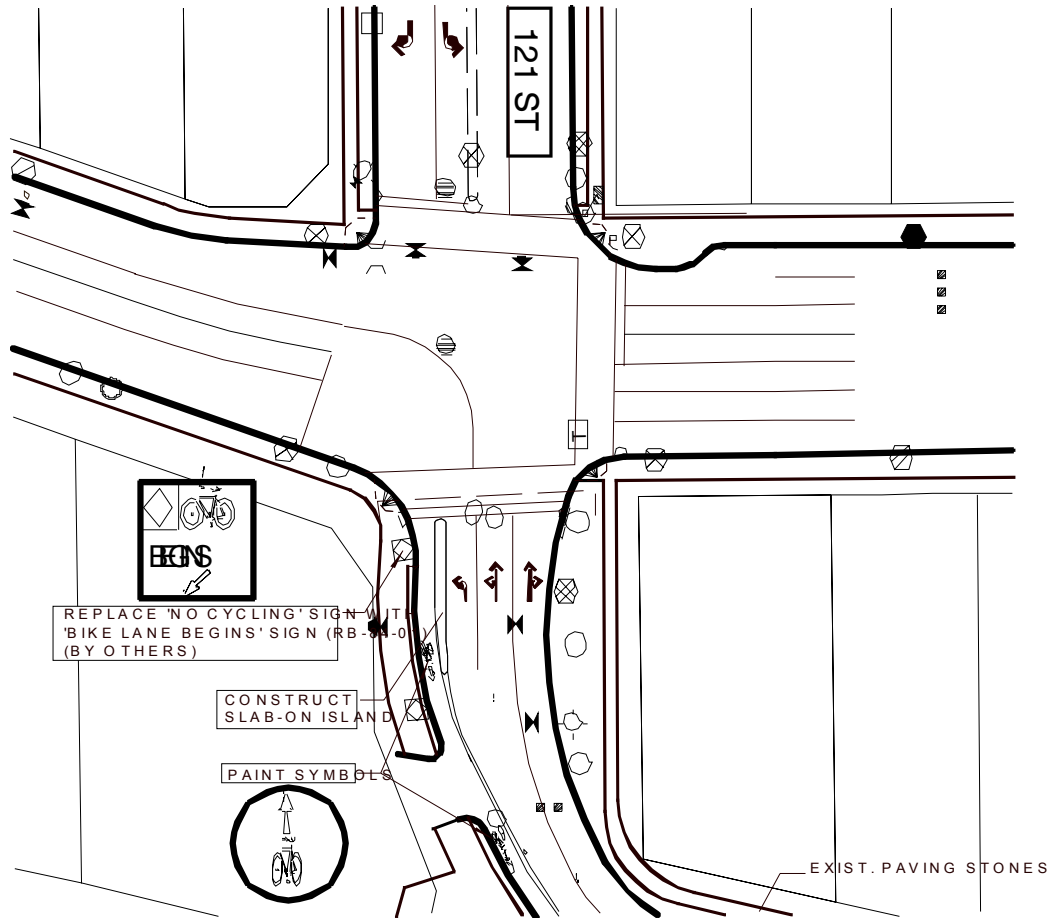 121 ST
BEGINS
REPLACE 'NO CYCLING' SIGN WITH
'BIKE LANE BEGINS' SIGN
(BY OTHERS)
CONSTRUCT
SLAB-ON ISLAND
PAINT SYMBOLS
EXIST. PAVING STONES